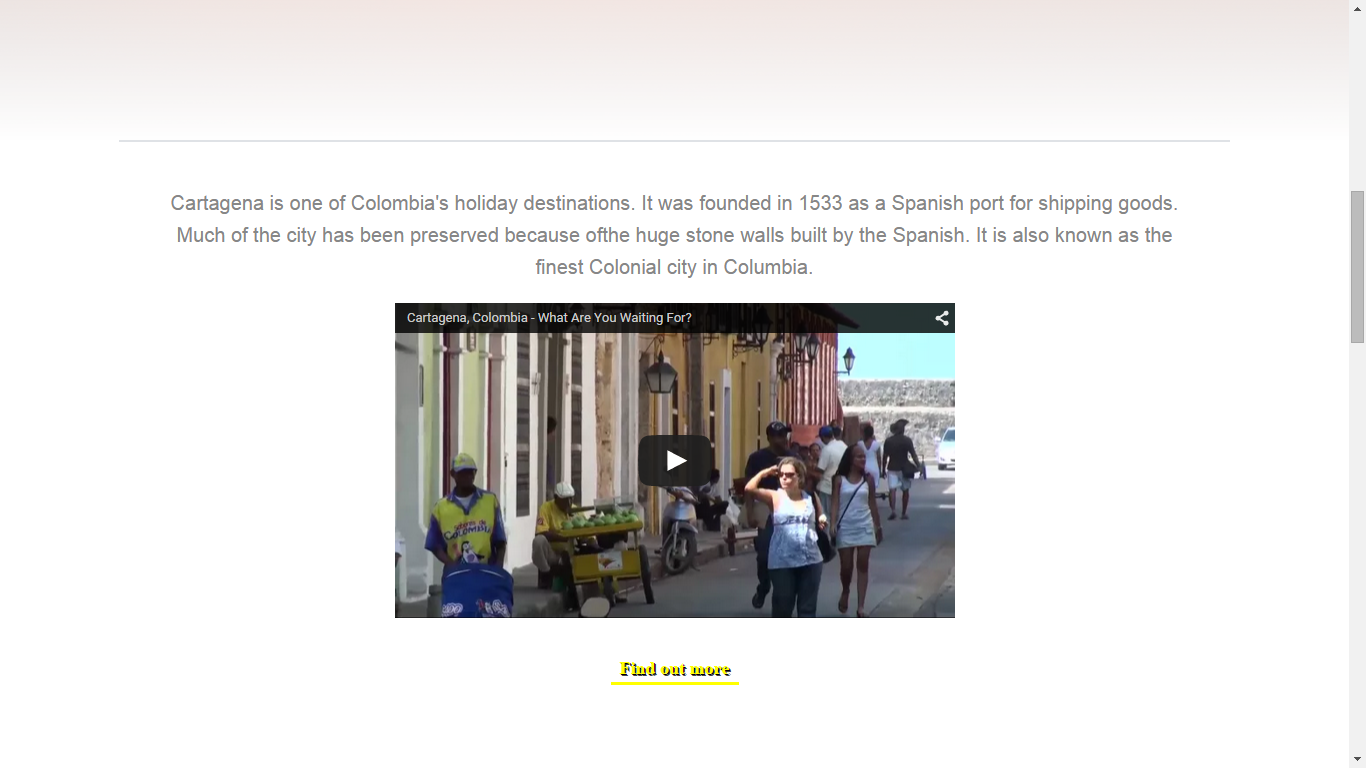 Cartagena is one of Colombia's holiday destinations. It was founded in 1533 as a Spanish port for shipping goods.
Much of the city has been preserved because ofthe huge stone walls built by the Spanish. It is also known as the
finest Colonial city in Columbia.
Cartagena, Colombia - What Are You Waiting For?
COLOMBIA
Find out more